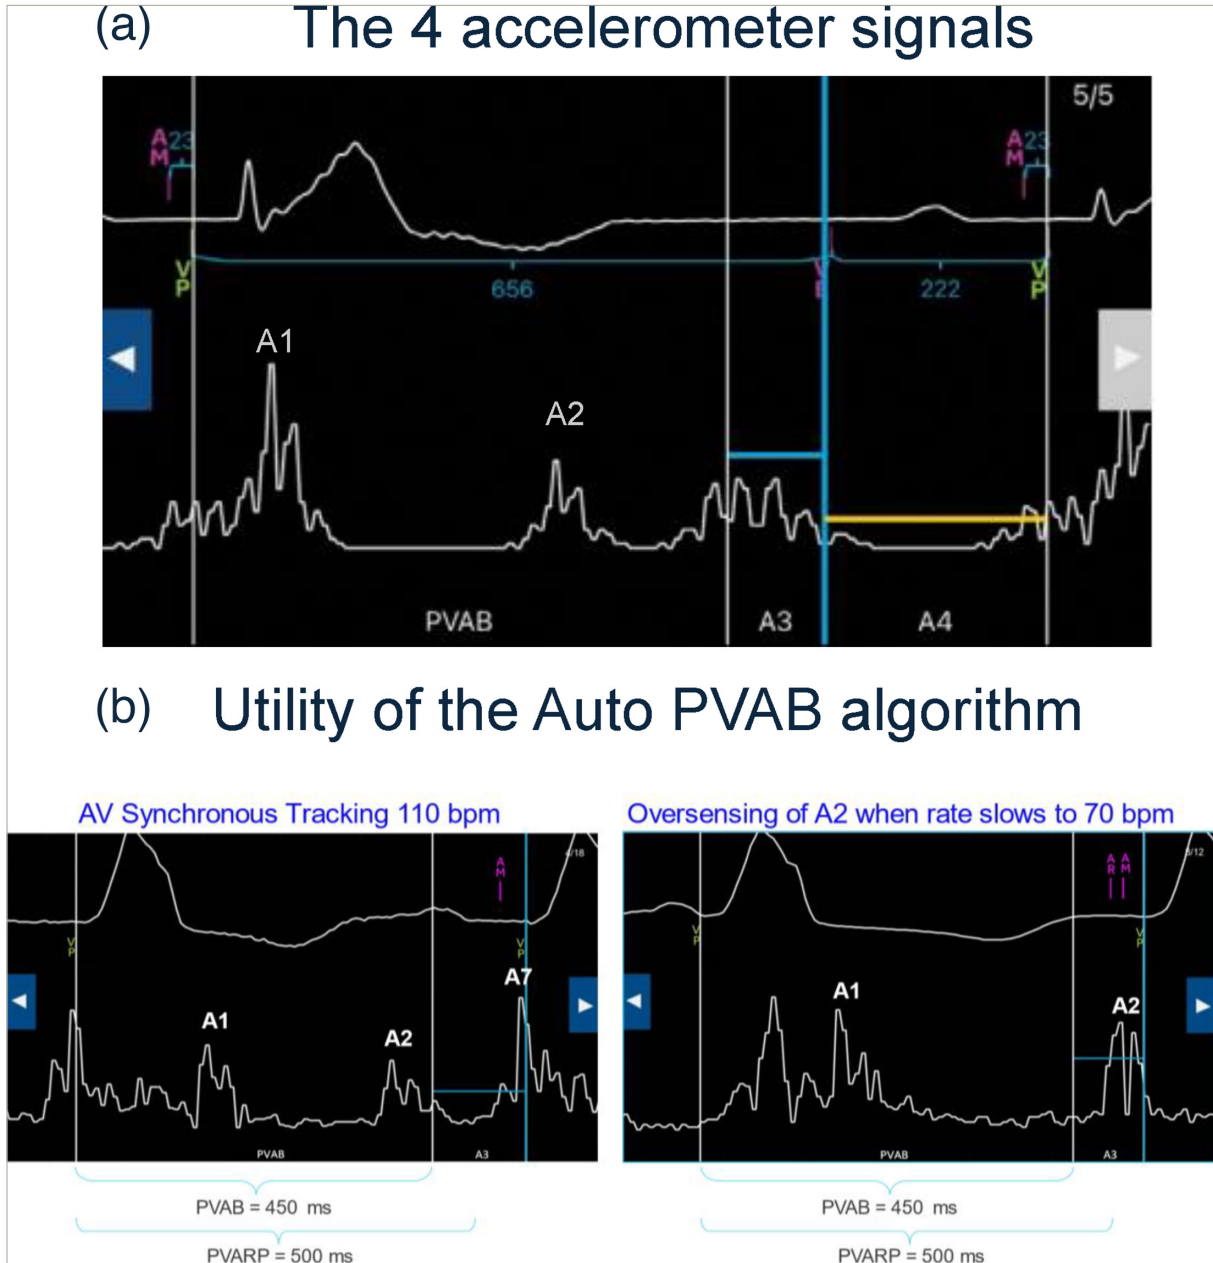 (a) The 4 accelerometer signals
5/5
AM 23
AM 23
VP
656
VE
222
VP
A1
A2
PVAB
A3
A4
(b) Utility of the Auto PVAB algorithm
AV Synchronous Tracking 110 bpm
AM
VP
VP
A7
A1
A2
PVAB
A3
PVAB = 450 ms
PVARP = 500 ms
Oversensing of A2 when rate slows to 70 bpm
AR
AM
VP
VP
A1
A2
PVAB
A3
PVAB = 450 ms
PVARP = 500 ms